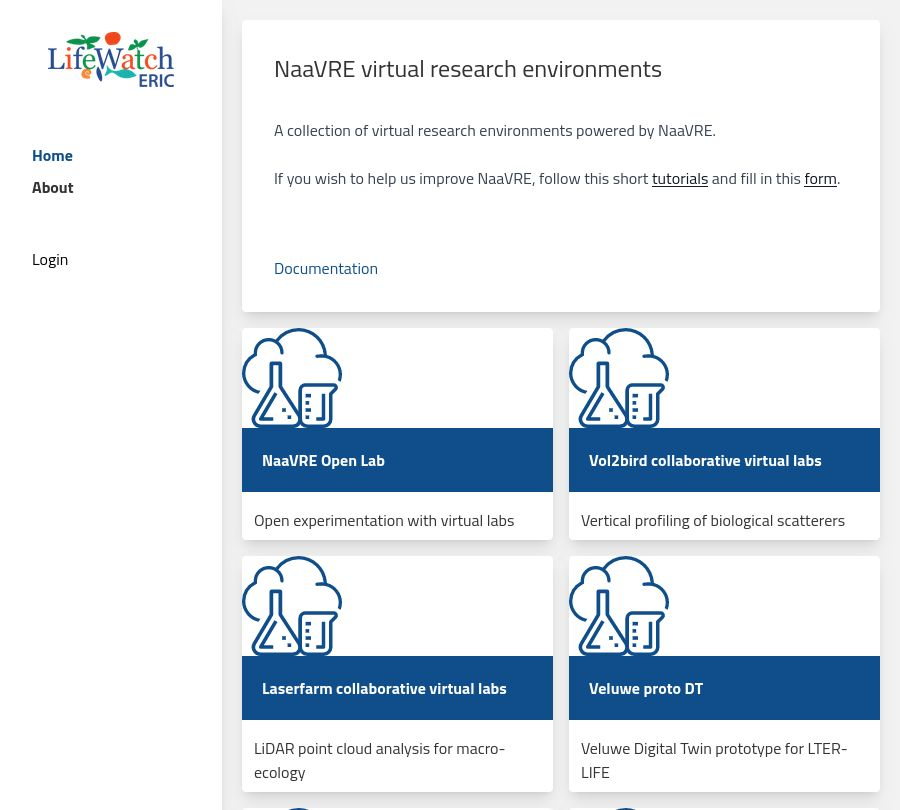 LifeWatch
ERIC
Home
About
Login
NaaVRE virtual research environments
A collection of virtual research environments powered by NaaVRE.
If you wish to help us improve NaaVRE, follow this short tutorials and fill in this form.
Documentation
NaaVRE Open Lab
Open experimentation with virtual labs
Vol2bird collaborative virtual labs
Vertical profiling of biological scatterers
Laserfarm collaborative virtual labs
LiDAR point cloud analysis for macro-
ecology
Veluwe proto DT
Veluwe Digital Twin prototype for LTER-
LIFE